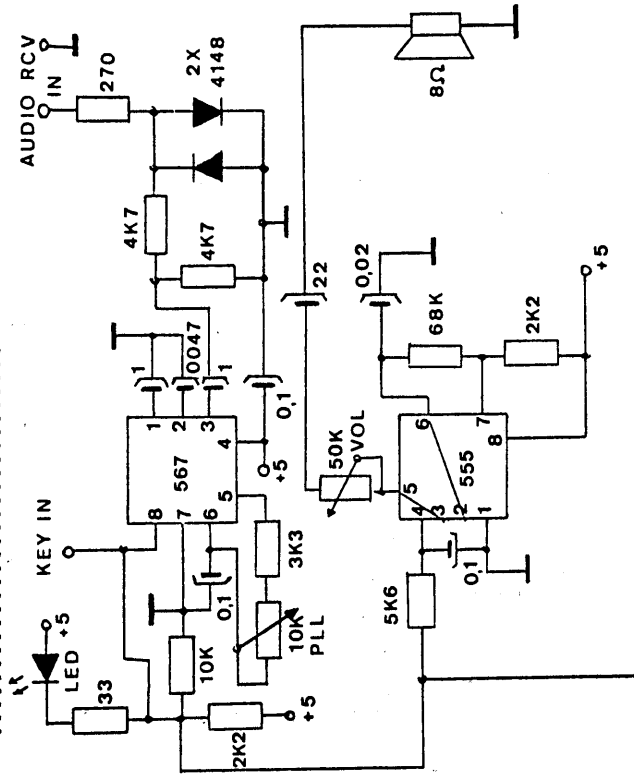 AUDIO RCV
IN
270
2X
4148
4K7
4K7
1
0047
1
0,1
1
2
3
4
567
8
7
6
5
+5
KEY IN
+5
LED
33
10K
0,1
3K3
10K
PLL
2K2
+5
8Ω
22
0,02
68K
2K2
+5
50K
VOL
6
7
8
555
5
4
3
2
1
0,1
5K6